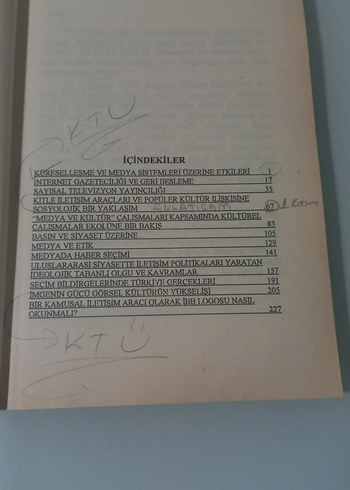 KTU
İÇİNDEKİLER
KÜRESELLEŞME VE MEDYA SİSTEMLERİ ÜZERİNE ETKİLERİ 1
İNTERNET GAZETECİLİĞİ VE GERİ BESLEME 17
SAYISAL TELEVİZYON YAYINCILIĞI 35
KİTLE İLETİŞİM ARAÇLARI VE POPÜLER KÜLTÜR İLİŞKİSİNE
SOSYOLOJİK BİR YAKLAŞIM 67
"MEDYA VE KÜLTÜR" ÇALIŞMALARI KAPSAMINDA KÜLTÜREL
ÇALIŞMALAR EKOLÜNE BİR BAKIŞ 83
BASIN VE SİYASET ÜZERİNE 105
MEDYA VE ETİK 129
MEDYADA HABER SEÇİMİ 141
ULUSLARARASI SİYASETTE İLETİŞİM POLİTİKALARI YARATAN
İDEOLOJİK TABANLI OLGU VE KAVRAMLAR 157
SEÇİM BİLDİRGELERİNDE TÜRKİYE GERÇEKLERİ 191
İMGENİN GÜCÜ GÖRSEL KÜLTÜRÜN YÜKSELİŞİ 205
BİR KAMUSAL İLETİŞİM ARACI OLARAK İBB LOGOSU NASIL
OKUNMALI? 227
KTÜ